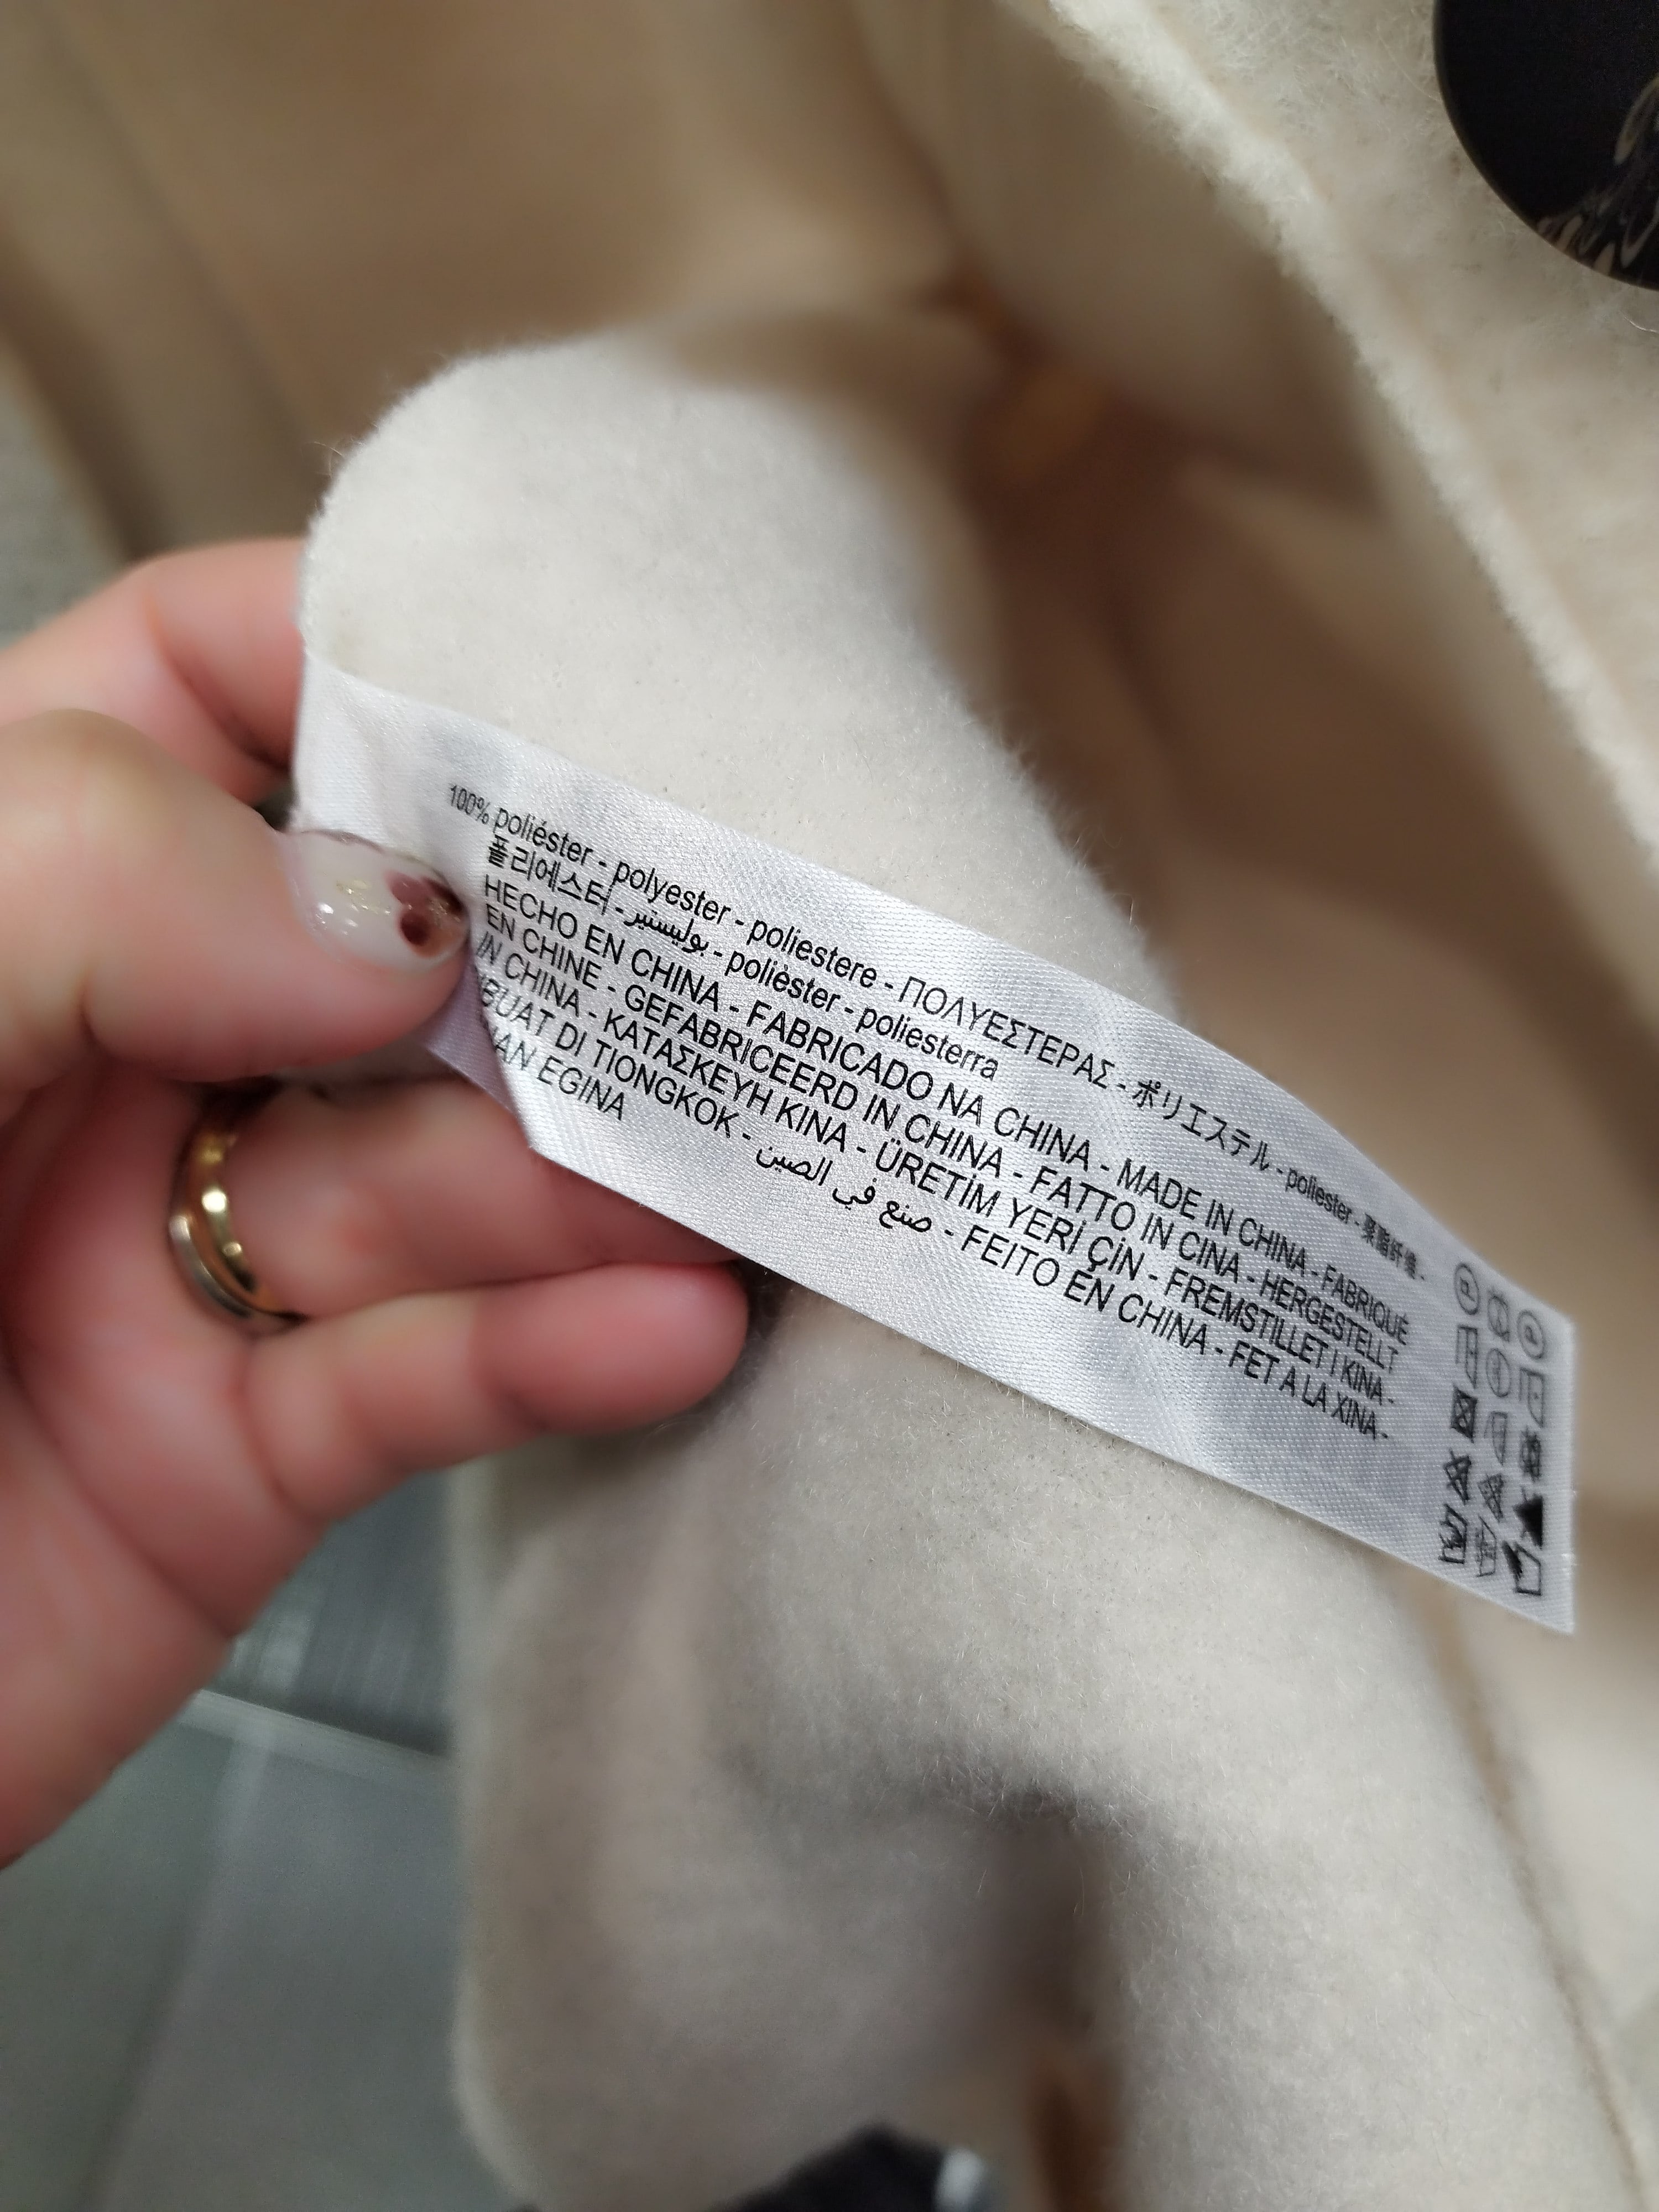 100% poliéster - polyester - poliestere - ΠΟΛΥΕΣΤΕΡΑΣ - ポリエステル - poliester - 聚酯纤维 -
폴리에스터 - بوليستير - polièster - poliesterra
HECHO EN CHINA - FABRICADO NA CHINA - MADE IN CHINA - FABRIQUÉ
EN CHINE - GEFABRICEERD IN CHINA - FATTO IN CINA - HERGESTELLT
IN CHINA - ΚΑΤΑΣΚΕΥΗ ΚΙΝΑ - ÜRETİM YERİ ÇİN - FREMSTILLET I KINA -
BUAT DI TIONGKOK - صنع في الصين - FEITO EN CHINA - FET A LA XINA -
EGINA